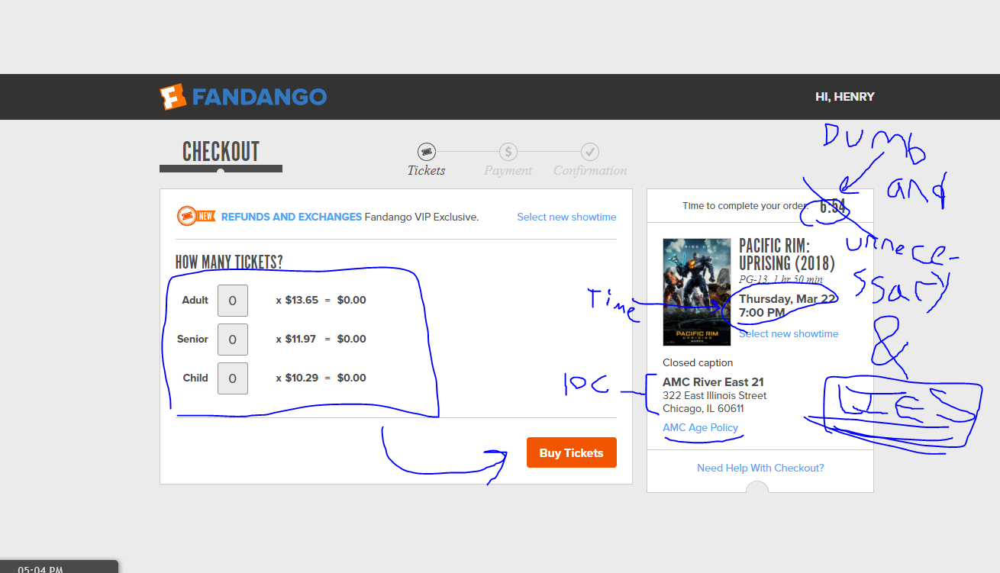 FANDANGO
HI, HENRY
CHECKOUT
Tickets
Payment
Confirmation
NEW REFUNDS AND EXCHANGES Fandango VIP Exclusive.
Select new showtime
HOW MANY TICKETS?
Adult 0 x $13.65 = $0.00
Senior 0 x $11.97 = $0.00
Child 0 x $10.29 = $0.00
Buy Tickets
Time to complete your order: 6:54
PACIFIC RIM:
UPRISING (2018)
PG-13, 1 hr 50 min
Thursday, Mar 22
7:00 PM
Select new showtime
PACIFIC RIM
UPRISING
Closed caption
AMC River East 21
322 East Illinois Street
Chicago, IL 60611
AMC Age Policy
Need Help With Checkout?
Dumb
and
unnece-
ssary
&
Time
05:04 PM